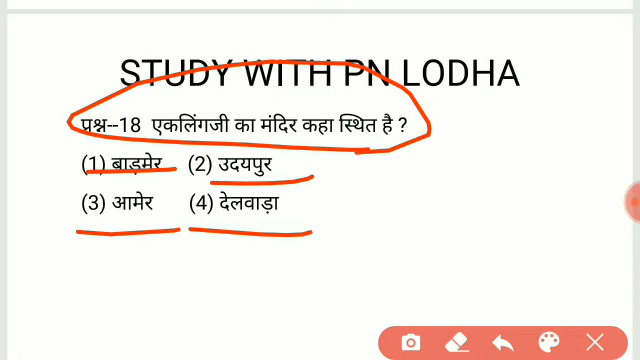 STUDY WITH PN LODHA
प्रश्न--18 एकलिंगजी का मंदिर कहा स्थित है ?
(1) बाड़मेर (2) उदयपुर
(3) आमेर (4) देलवाड़ा